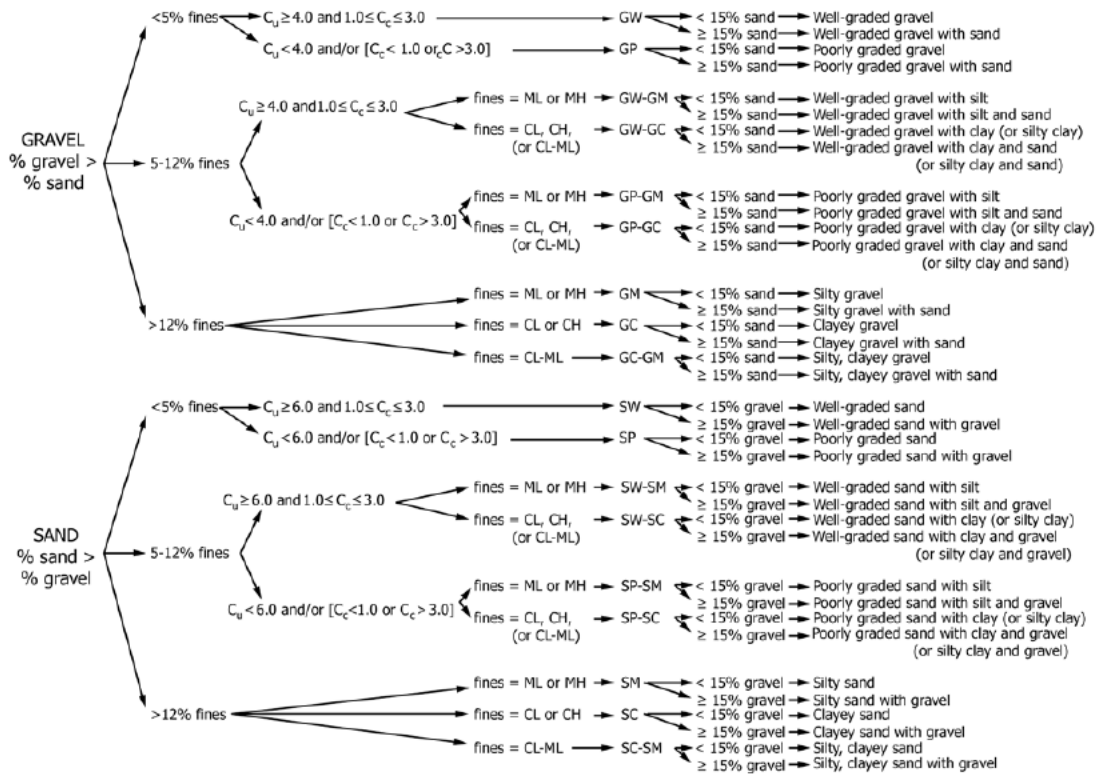 <5% fines
Cu≥4.0 and 1.0≤ Cc≤3.0
GW
< 15% sand
Well-graded gravel
≥ 15% sand
Well-graded gravel with sand
Cu<4.0 and/or [Cc< 1.0 or cC >3.0]
GP
< 15% sand
Poorly graded gravel
≥ 15% sand
Poorly graded gravel with sand
GRAVEL
% gravel >
% sand
5-12% fines
Cu≥4.0 and1.0≤ Cc≤3.0
fines = ML or MH
GW-GM
< 15% sand
Well-graded gravel with silt
≥ 15% sand
Well-graded gravel with silt and sand
fines = CL, CH,
(or CL-ML)
GW-GC
< 15% sand
Well-graded gravel with clay (or silty clay)
≥ 15% sand
Well-graded gravel with clay and sand
(or silty clay and sand)
Cu<4.0 and/or [Cc<1.0 or Cc>3.0]
fines = ML or MH
GP-GM
< 15% sand
Poorly graded gravel with silt
≥ 15% sand
Poorly graded gravel with silt and sand
fines = CL, CH,
(or CL-ML)
GP-GC
< 15% sand
Poorly graded gravel with clay (or silty clay)
≥ 15% sand
Poorly graded gravel with clay and sand
(or silty clay and sand)
>12% fines
fines = ML or MH
GM
< 15% sand
Silty gravel
≥ 15% sand
Silty gravel with sand
fines = CL or CH
GC
< 15% sand
Clayey gravel
≥ 15% sand
Clayey gravel with sand
fines = CL-ML
GC-GM
< 15% sand
Silty, clayey gravel
≥ 15% sand
Silty, clayey gravel with sand
<5% fines
Cu≥6.0 and 1.0≤ Cc≤3.0
SW
< 15% gravel
Well-graded sand
≥ 15% gravel
Well-graded sand with gravel
Cu<6.0 and/or [Cc<1.0 or Cc>3.0]
SP
< 15% gravel
Poorly graded sand
≥ 15% gravel
Poorly graded sand with gravel
SAND
% sand >
% gravel
5-12% fines
Cu≥6.0 and1.0≤Cc≤3.0
fines = ML or MH
SW-SM
< 15% gravel
Well-graded sand with silt
≥ 15% gravel
Well-graded sand with silt and gravel
fines = CL, CH,
(or CL-ML)
SW-SC
< 15% gravel
Well-graded sand with clay (or silty clay)
≥ 15% gravel
Well-graded sand with clay and gravel
(or silty clay and gravel)
Cu<6.0 and/or [Cc<1.0 or Cc>3.0]
fines = ML or MH
SP-SM
< 15% gravel
Poorly graded sand with silt
≥ 15% gravel
Poorly graded sand with silt and gravel
fines = CL, CH,
(or CL-ML)
SP-SC
< 15% gravel
Poorly graded sand with clay (or silty clay)
≥ 15% gravel
Poorly graded sand with clay and gravel
(or silty clay and gravel)
>12% fines
fines = ML or MH
SM
< 15% gravel
Silty sand
≥ 15% gravel
Silty sand with gravel
fines = CL or CH
SC
< 15% gravel
Clayey sand
≥ 15% gravel
Clayey sand with gravel
fines = CL-ML
SC-SM
< 15% gravel
Silty, clayey sand
≥ 15% gravel
Silty, clayey sand with gravel